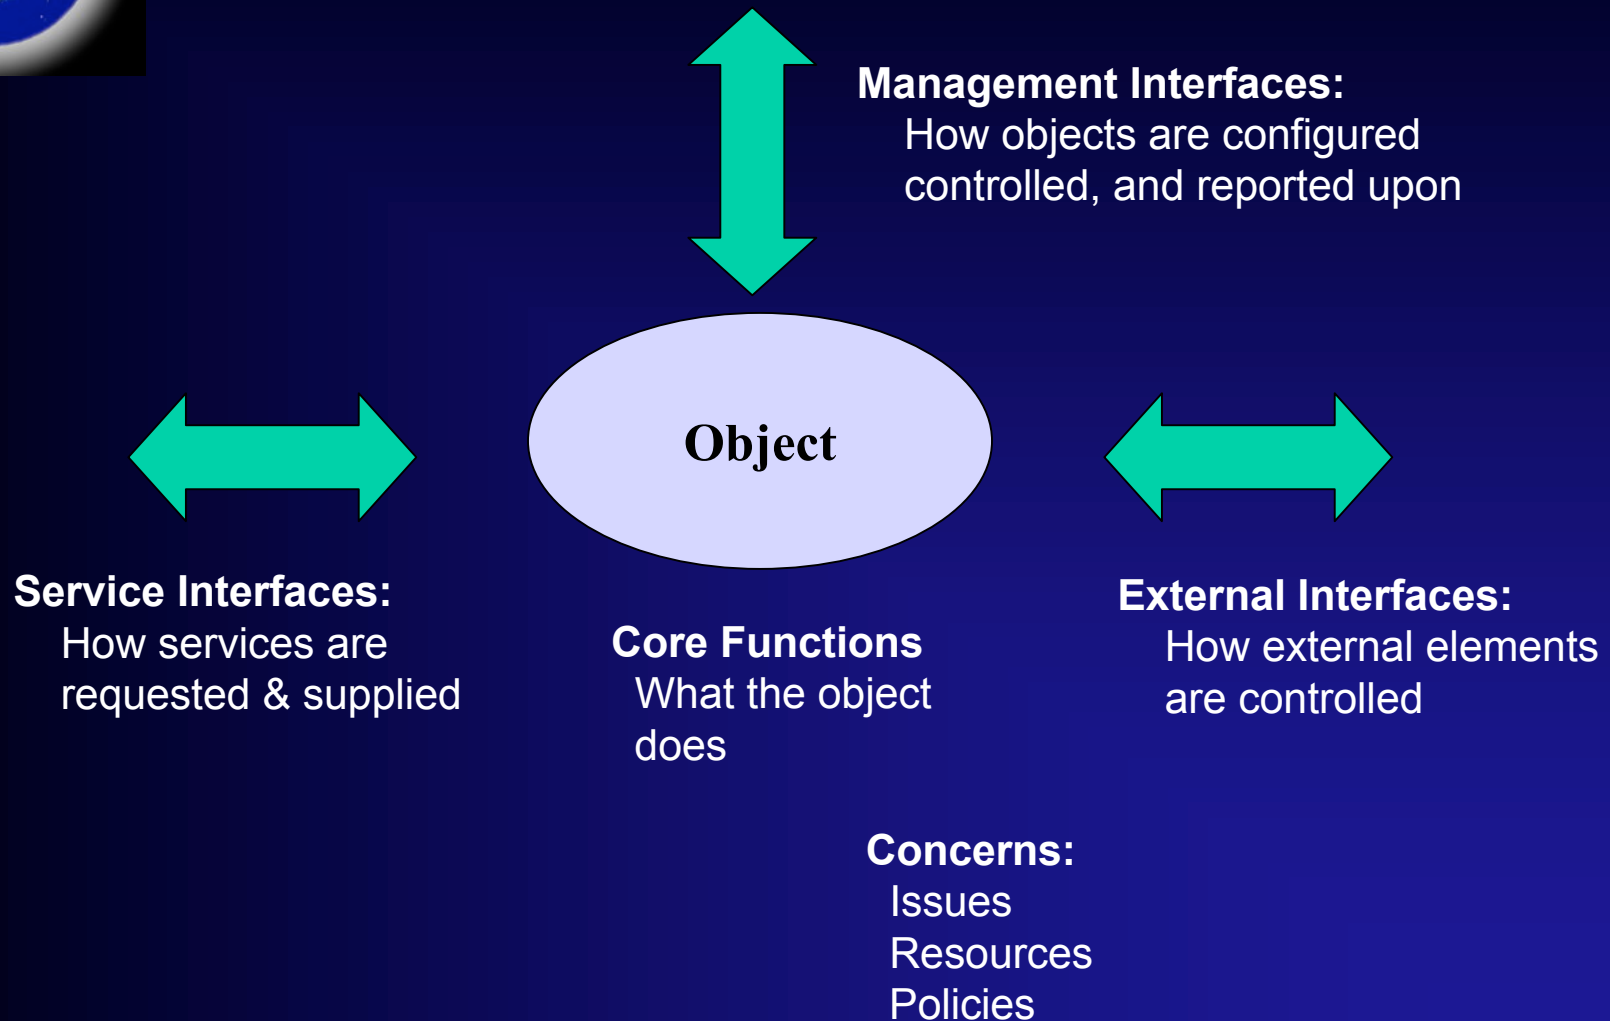 Management Interfaces:
How objects are configured
controlled, and reported upon
Object
Service Interfaces:
How services are
requested & supplied
Core Functions
What the object
does
External Interfaces:
How external elements
are controlled
Concerns:
Issues
Resources
Policies